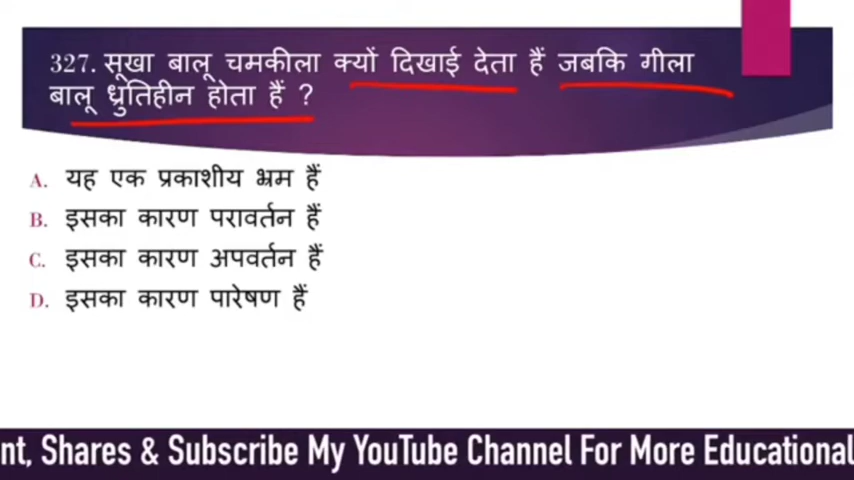 327. सूखा बालू चमकीला क्यों दिखाई देता हैं जबकि गीला
बालू ध्रुतिहीन होता हैं ?
A. यह एक प्रकाशीय भ्रम हैं
B. इसका कारण परावर्तन हैं
C. इसका कारण अपवर्तन हैं
D. इसका कारण पारेषण हैं
nt, Shares & Subscribe My YouTube Channel For More Educational